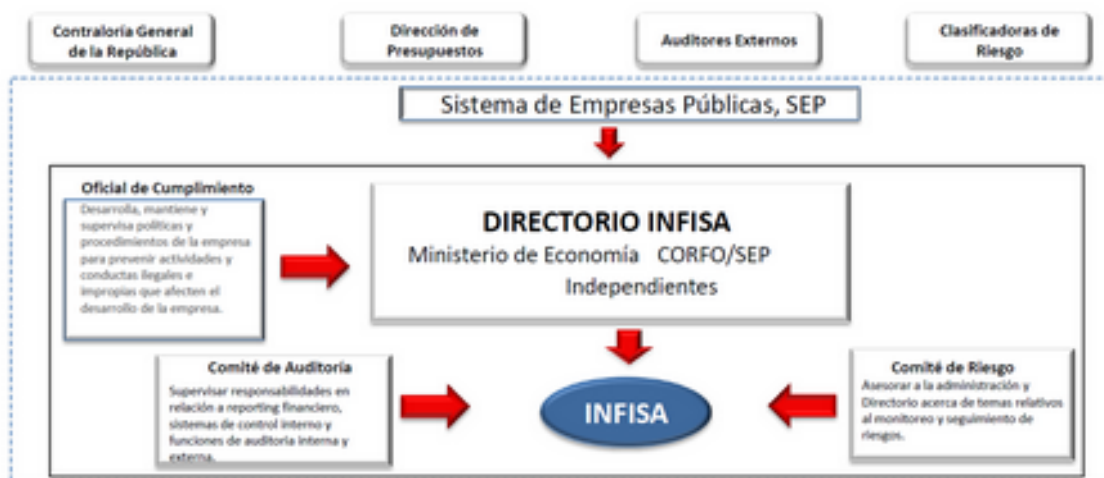 Contraloría General
de la República
Dirección de
Presupuestos
Auditores Externos
Clasificadoras de
Riesgo
Sistema de Empresas Públicas, SEP
Oficial de Cumplimiento
Desarrolla, mantiene y
supervisa políticas y
procedimientos de la empresa
para prevenir actividades y
conductas ilegales e
impropias que afecten el
desarrollo de la empresa.
DIRECTORIO INFISA
Ministerio de Economía CORFO/SEP
Independientes
Comité de Auditoría
Supervisar responsabilidades en
relación a reporting financiero,
sistemas de control interno y
funciones de auditoria interna y
externa.
INFISA
Comité de Riesgo
Asesorar a la administración y
Directorio acerca de temas relativos
al monitoreo y seguimiento de
riesgos.